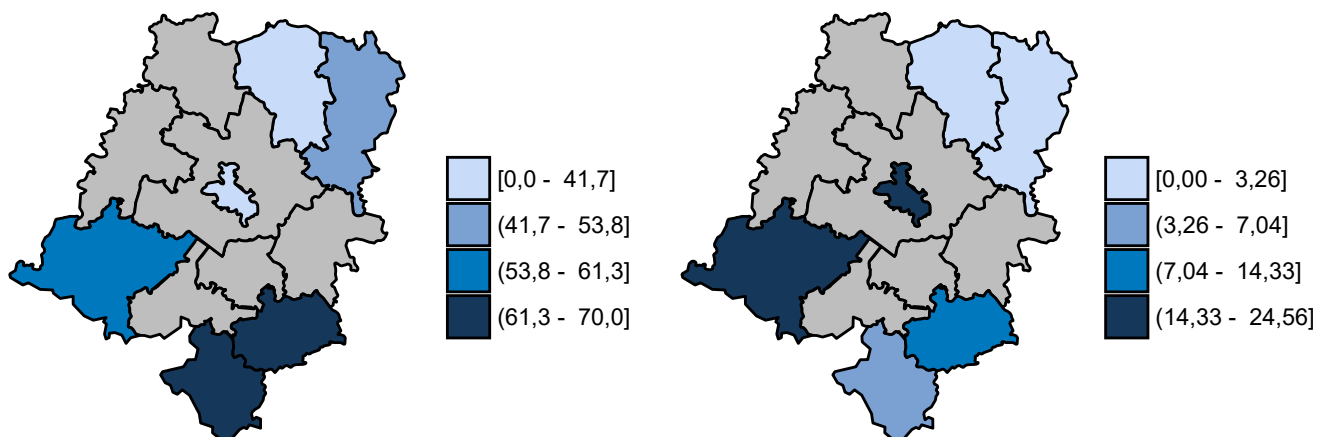 [0,0 - 41,7]
(41,7 - 53,8]
(53,8 - 61,3]
(61,3 - 70,0]
[0,00 - 3,26]
(3,26 - 7,04]
(7,04 - 14,33]
(14,33 - 24,56]